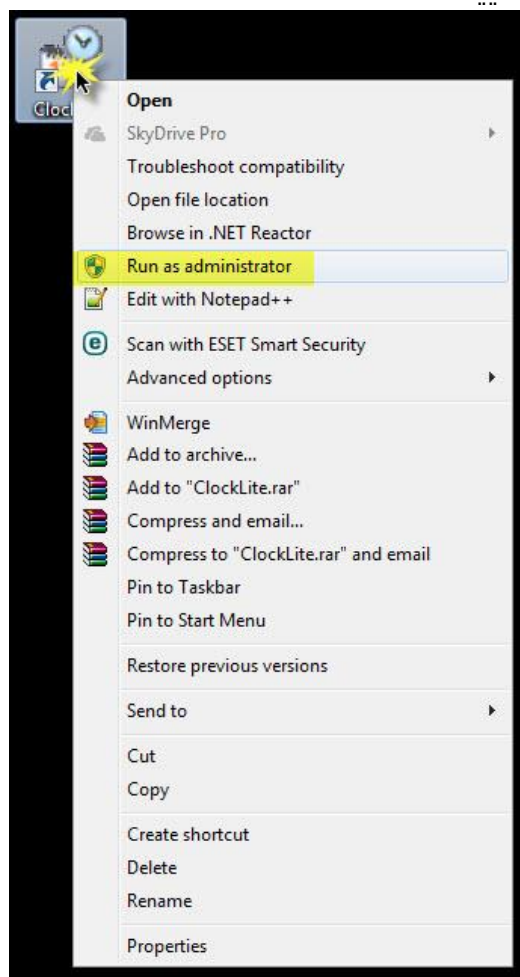 Cloc
Open
SkyDrive Pro
Troubleshoot compatibility
Open file location
Browse in .NET Reactor
Run as administrator
Edit with Notepad++
Scan with ESET Smart Security
Advanced options
WinMerge
Add to archive...
Add to "ClockLite.rar"
Compress and email...
Compress to "ClockLite.rar" and email
Pin to Taskbar
Pin to Start Menu
Restore previous versions
Send to
Cut
Copy
Create shortcut
Delete
Rename
Properties